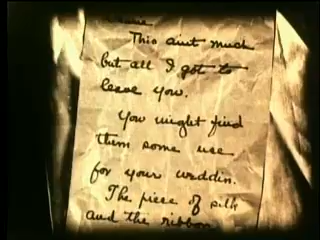 This aint much
but all I got to
leave you.
You might find
them some use
for your weddin.
The piece of silk
and the ribbon